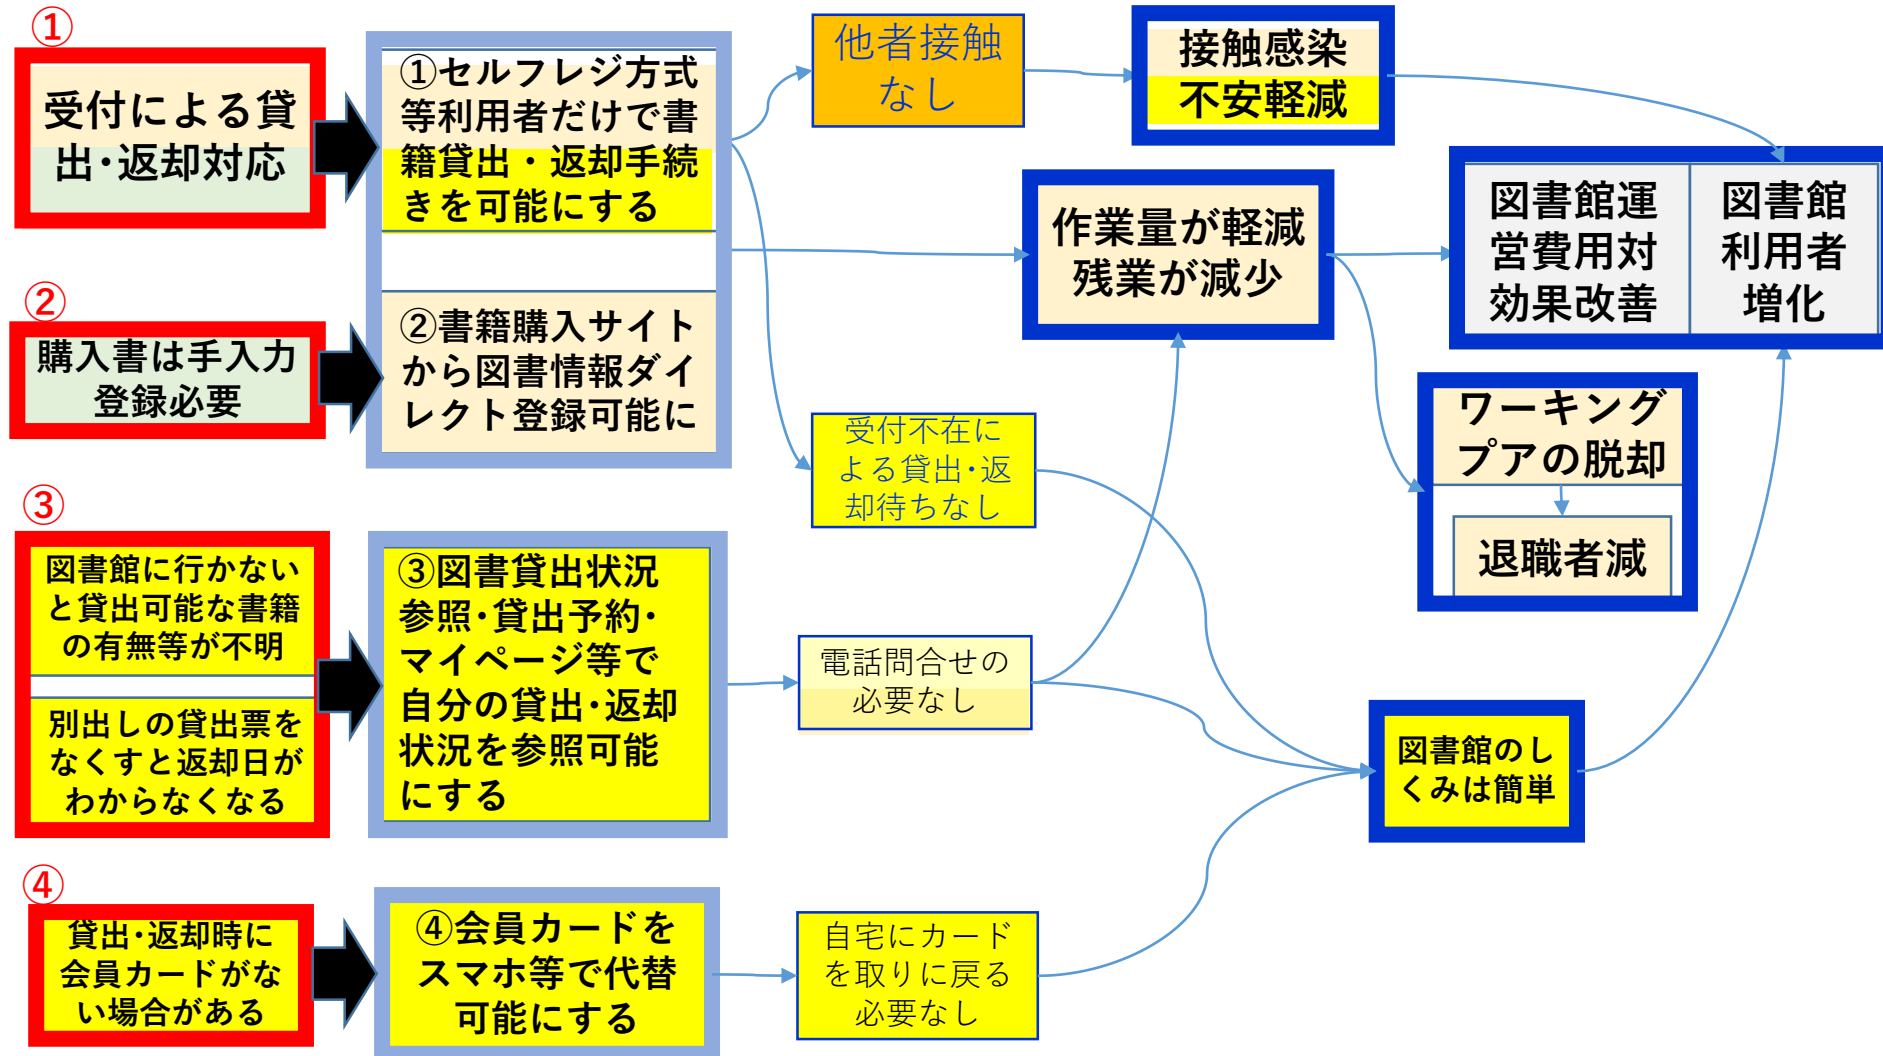 ①
受付による貸
出･返却対応
①セルフレジ方式
等利用者だけで書
籍貸出・返却手続
きを可能にする
他者接触
なし
接触感染
不安軽減
作業量が軽減
残業が減少
図書館運
営費用対
効果改善
図書館
利用者
増化
②
購入書は手入力
登録必要
②書籍購入サイト
から図書情報ダイ
レクト登録可能に
受付不在に
よる貸出･返
却待ちなし
ワーキング
プアの脱却
退職者減
③
図書館に行かない
と貸出可能な書籍
の有無等が不明
別出しの貸出票を
なくすと返却日が
わからなくなる
③図書貸出状況
参照･貸出予約･
マイページ等で
自分の貸出･返却
状況を参照可能
にする
電話問合せの
必要なし
図書館のし
くみは簡単
④
貸出･返却時に
会員カードがな
い場合がある
④会員カードを
スマホ等で代替
可能にする
自宅にカード
を取りに戻る
必要なし